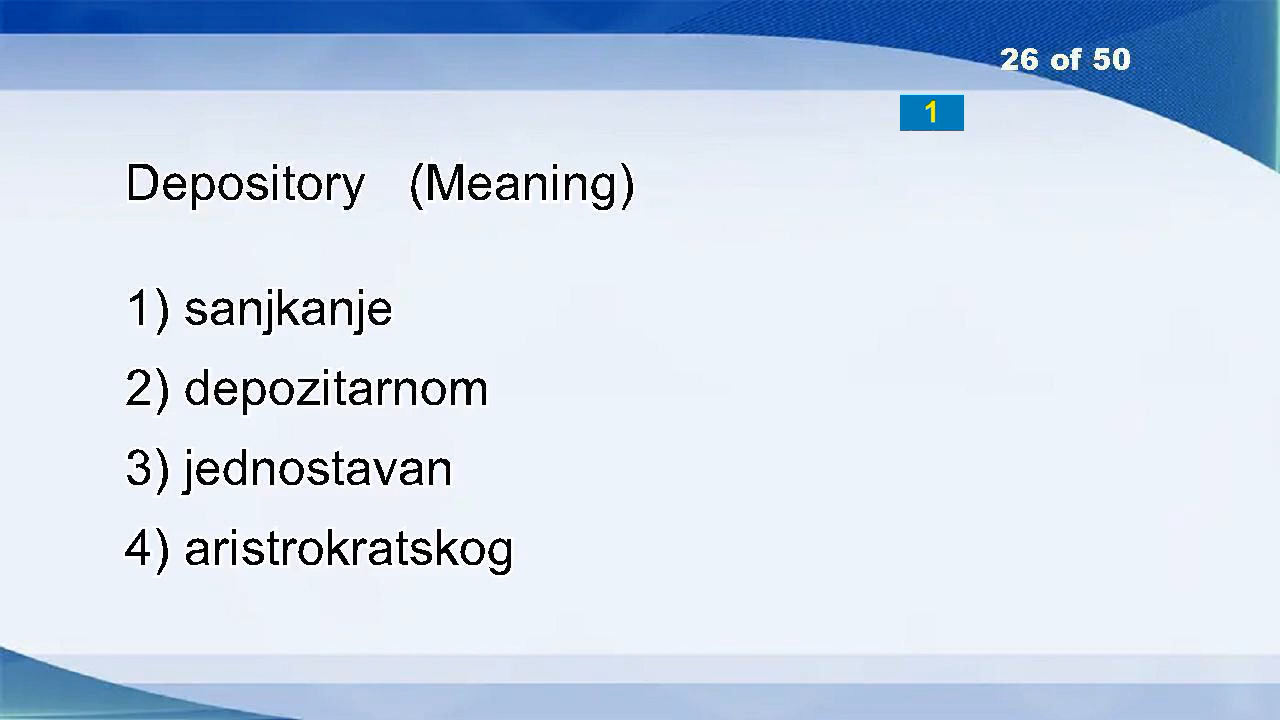 26 of 50
1
Depository (Meaning)
1) sanjkanje
2) depozitarnom
3) jednostavan
4) aristrokratskog